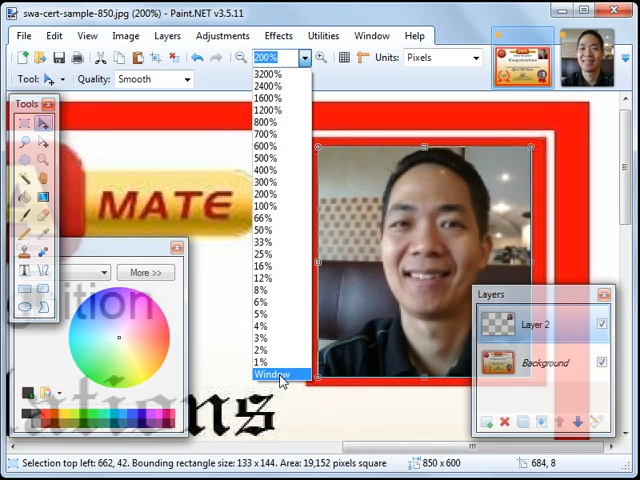 swa-cert-sample-850.jpg (200%) - Paint.NET v3.5.11
File Edit View Image Layers Adjustments Effects Utilities Window Help
200% Units: Pixels
Tool: Quality: Smooth
3200%
2400%
1600%
1200%
800%
700%
600%
500%
400%
300%
200%
100%
66%
50%
33%
25%
16%
12%
8%
6%
5%
4%
3%
2%
1%
Window
Tools
MATE
More >>
nition
lations
Layers
Layer 2
Background
Selection top left: 662, 42. Bounding rectangle size: 133 x 144. Area: 19,152 pixels square
850 x 600
684, 8